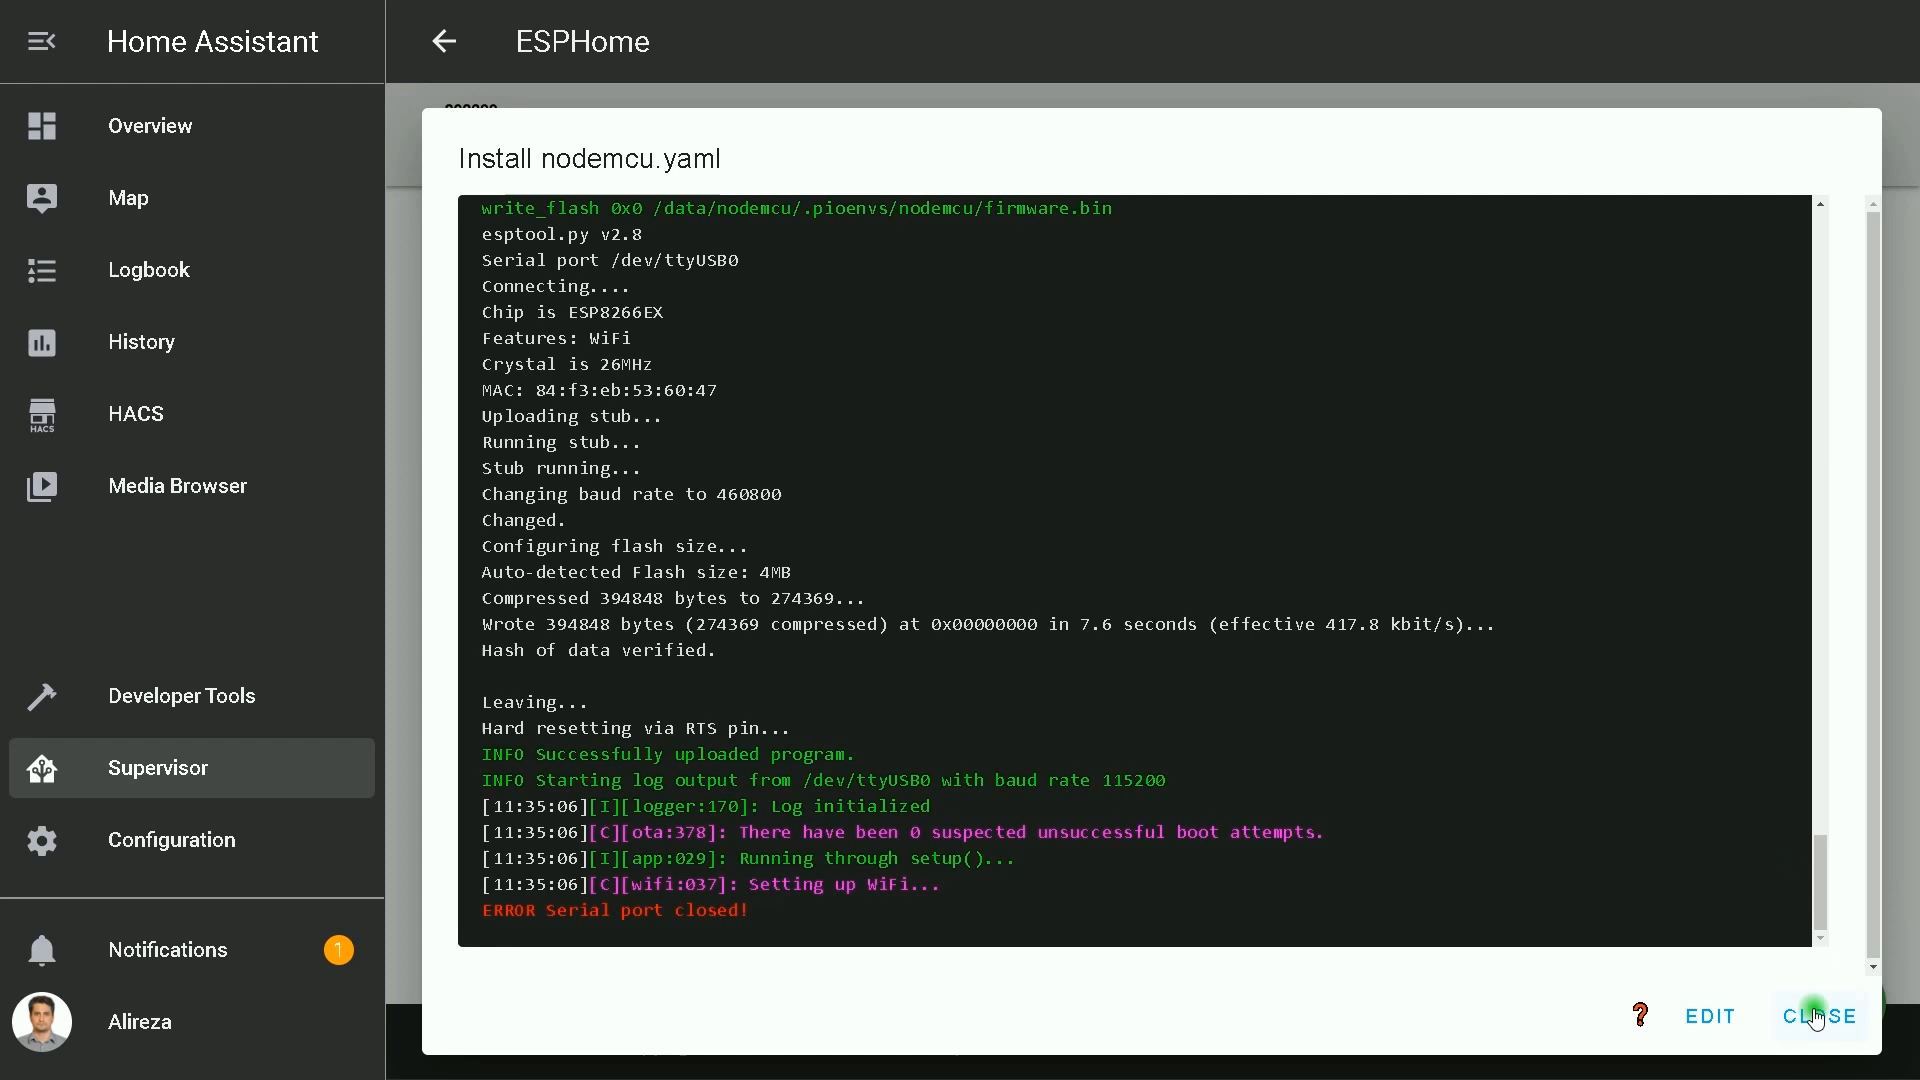 Home Assistant
ESPHome
Overview
Map
Logbook
History
HACS
HACS
Media Browser
Developer Tools
Supervisor
Configuration
Notifications
1
Alireza
Install nodemcu.yaml
write_flash 0x0 /data/nodemcu/.pioenvs/nodemcu/firmware.bin
esptool.py v2.8
Serial port /dev/ttyUSB0
Connecting....
Chip is ESP8266EX
Features: WiFi
Crystal is 26MHz
MAC: 84:f3:eb:53:60:47
Uploading stub...
Running stub...
Stub running...
Changing baud rate to 460800
Changed.
Configuring flash size...
Auto-detected Flash size: 4MB
Compressed 394848 bytes to 274369...
Wrote 394848 bytes (274369 compressed) at 0x00000000 in 7.6 seconds (effective 417.8 kbit/s)...
Hash of data verified.
Leaving...
Hard resetting via RTS pin...
INFO Successfully uploaded program.
INFO Starting log output from /dev/ttyUSB0 with baud rate 115200
[11:35:06][I][logger:170]: Log initialized
[11:35:06][C][ota:378]: There have been 0 suspected unsuccessful boot attempts.
[11:35:06][I][app:029]: Running through setup()...
[11:35:06][C][wifi:037]: Setting up WiFi...
ERROR Serial port closed!
? EDIT CLOSE